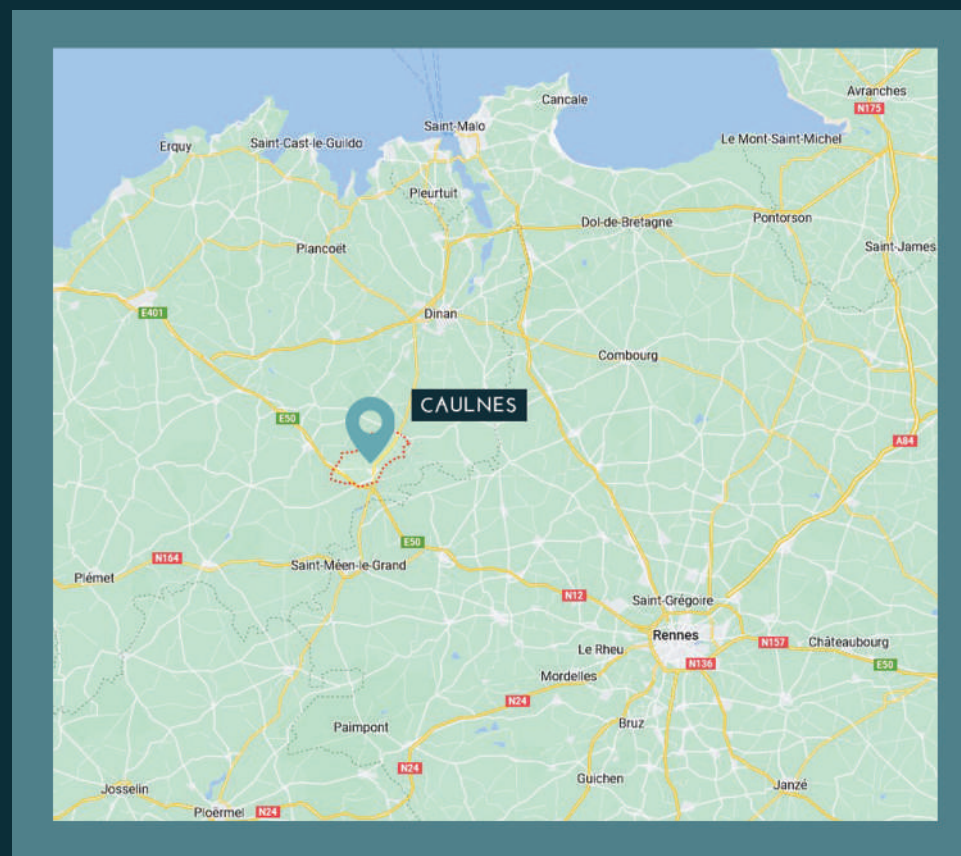 Avranches
Cancale
N175
Saint-Malo
Le Mont-Saint-Michel
Saint-Cast-le-Guildo
Erquy
Pleurtuit
Pontorson
Dol-de-Bretagne
Saint-James
Plancoët
E401
Dinan
Combourg
CAULNES
E50
A84
E50
N164
Saint-Méen-le-Grand
Plémet
N12
Saint-Grégoire
Rennes
N157
Châteaubourg
Le Rheu
N136
E50
Mordelles
N24
Bruz
Paimpont
N24
Guichen
Janzé
Josselin
Ploërmel
N24